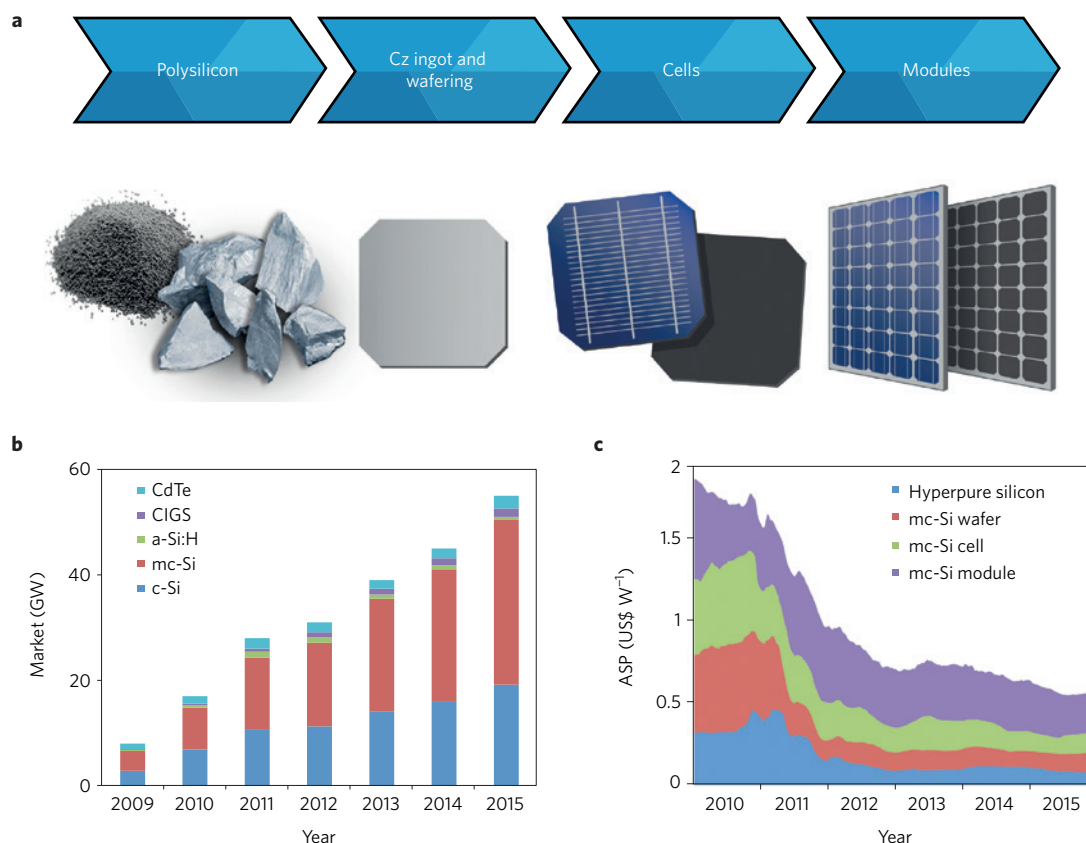 a
Polysilicon
Cz ingot and
wafering
Cells
Modules
b
60
40
20
0
Market (GW)
CdTe
CIGS
a-Si:H
mc-Si
c-Si
2009 2010 2011 2012 2013 2014 2015
Year
c
2
1.5
1
0.5
0
ASP (US$ W⁻¹)
Hyperpure silicon
mc-Si wafer
mc-Si cell
mc-Si module
2010 2011 2012 2013 2014 2015
Year